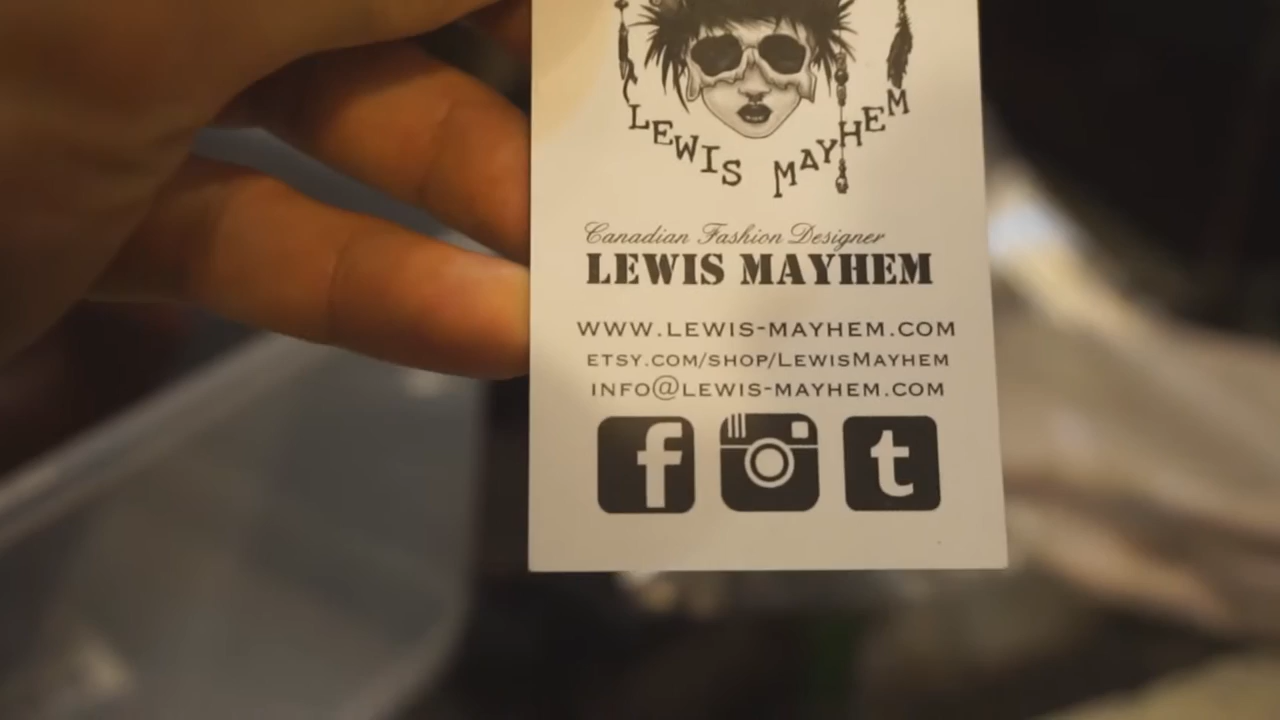 LEWIS MAYHEM
Canadian Fashion Designer
LEWIS MAYHEM
WWW.LEWIS-MAYHEM.COM
ETSY.COM/SHOP/LEWISMAYHEM
INFO@LEWIS-MAYHEM.COM
f t